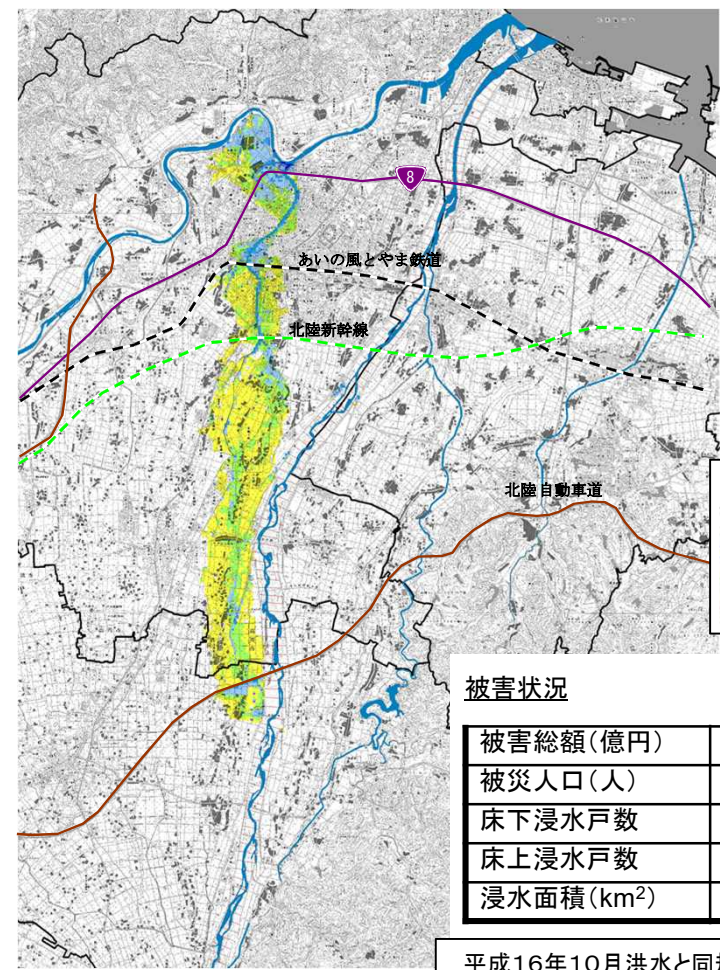 8
あいの風とやま鉄道
北陸新幹線
北陸自動車道
被害状況
被害総額(億円)
被災人口(人)
床下浸水戸数
床上浸水戸数
浸水面積(km²)
平成16年10月洪水と同